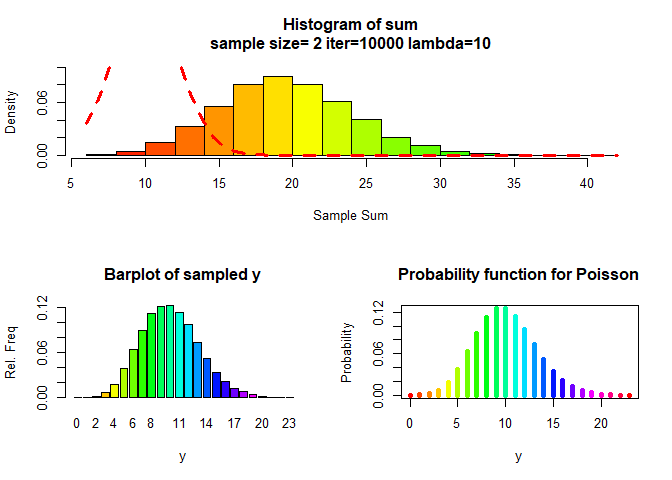 Histogram of sum
sample size= 2 iter=10000 lambda=10
Density
0.06
0.00
5 10 15 20 25 30 35 40
Sample Sum
Barplot of sampled y
Rel. Freq
0.12
0.06
0.00
0 2 4 6 8 11 14 17 20 23
y
Probability function for Poisson
Probability
0.12
0.06
0.00
0 5 10 15 20
y